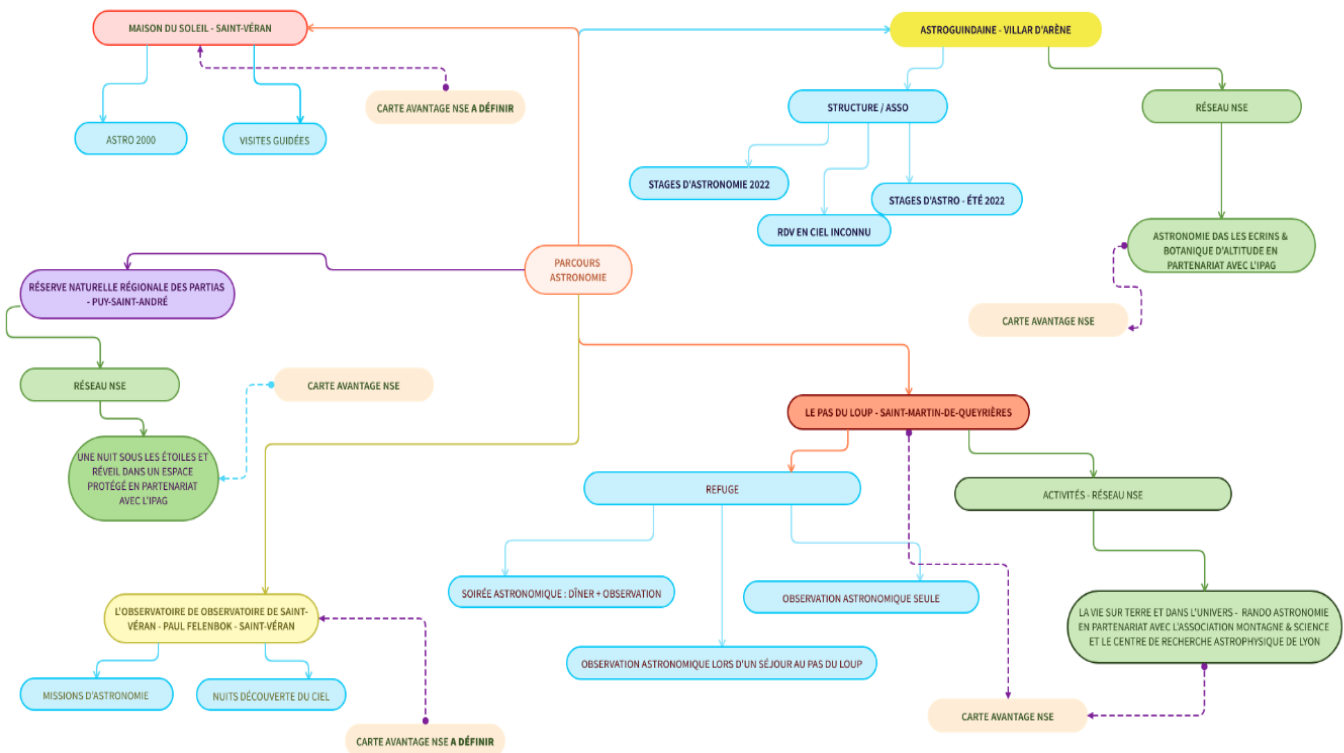 MAISON DU SOLEIL - SAINT-VÉRAN
ASTROGUINDAINE - VILLAR D'ARÈNE
CARTE AVANTAGE NSE A DÉFINIR
STRUCTURE / ASSO
RÉSEAU NSE
ASTRO 2000
VISITES GUIDÉES
STAGES D'ASTRONOMIE 2022
STAGES D'ASTRO - ÉTÉ 2022
RDV EN CIEL INCONNU
ASTRONOMIE DAS LES ECRINS &
BOTANIQUE D'ALTITUDE EN
PARTENARIAT AVEC L'IPAG
PARCOURS
ASTRONOMIE
RÉSERVE NATURELLE RÉGIONALE DES PARTIAS
- PUY-SAINT-ANDRÉ
CARTE AVANTAGE NSE
RÉSEAU NSE
CARTE AVANTAGE NSE
LE PAS DU LOUP - SAINT-MARTIN-DE-QUEYRIÈRES
UNE NUIT SOUS LES ÉTOILES ET
RÉVEIL DANS UN ESPACE
PROTÉGÉ EN PARTENARIAT
AVEC L'IPAG
REFUGE
ACTIVITÉS - RÉSEAU NSE
SOIRÉE ASTRONOMIQUE : DÎNER + OBSERVATION
OBSERVATION ASTRONOMIQUE SEULE
L'OBSERVATOIRE DE OBSERVATOIRE DE SAINT-
VÉRAN - PAUL FELENBOK - SAINT-VÉRAN
LA VIE SUR TERRE ET DANS L'UNIVERS - RANDO ASTRONOMIE
EN PARTENARIAT AVEC L'ASSOCIATION MONTAGNE & SCIENCE
ET LE CENTRE DE RECHERCHE ASTROPHYSIQUE DE LYON
OBSERVATION ASTRONOMIQUE LORS D'UN SÉJOUR AU PAS DU LOUP
MISSIONS D'ASTRONOMIE
NUITS DÉCOUVERTE DU CIEL
CARTE AVANTAGE NSE
CARTE AVANTAGE NSE A DÉFINIR